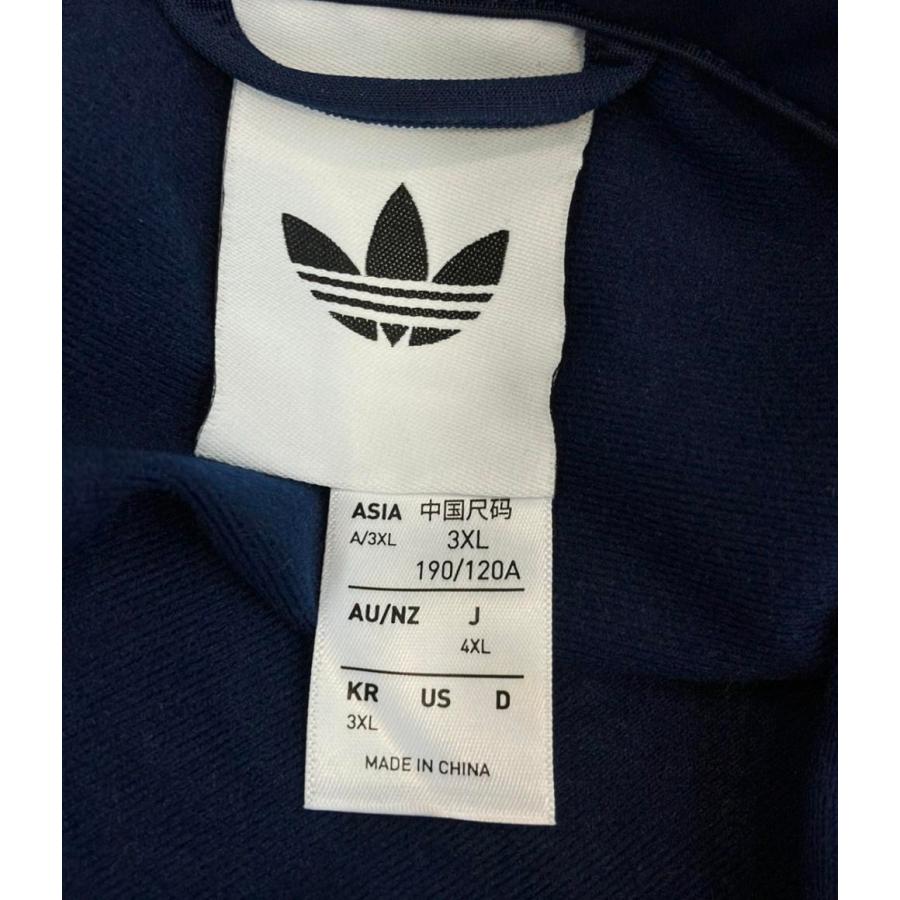 ASIA 中国尺码
A/3XL 3XL
190/120A
AU/NZ J
4XL
KR US D
3XL
MADE IN CHINA